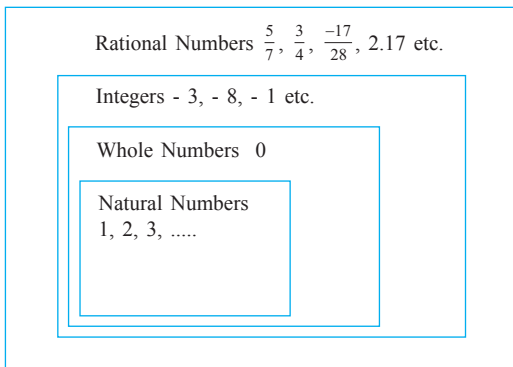 Rational Numbers 5/7, 3/4, -17/28, 2.17 etc.
Integers - 3, - 8, - 1 etc.
Whole Numbers 0
Natural Numbers
1, 2, 3, .....